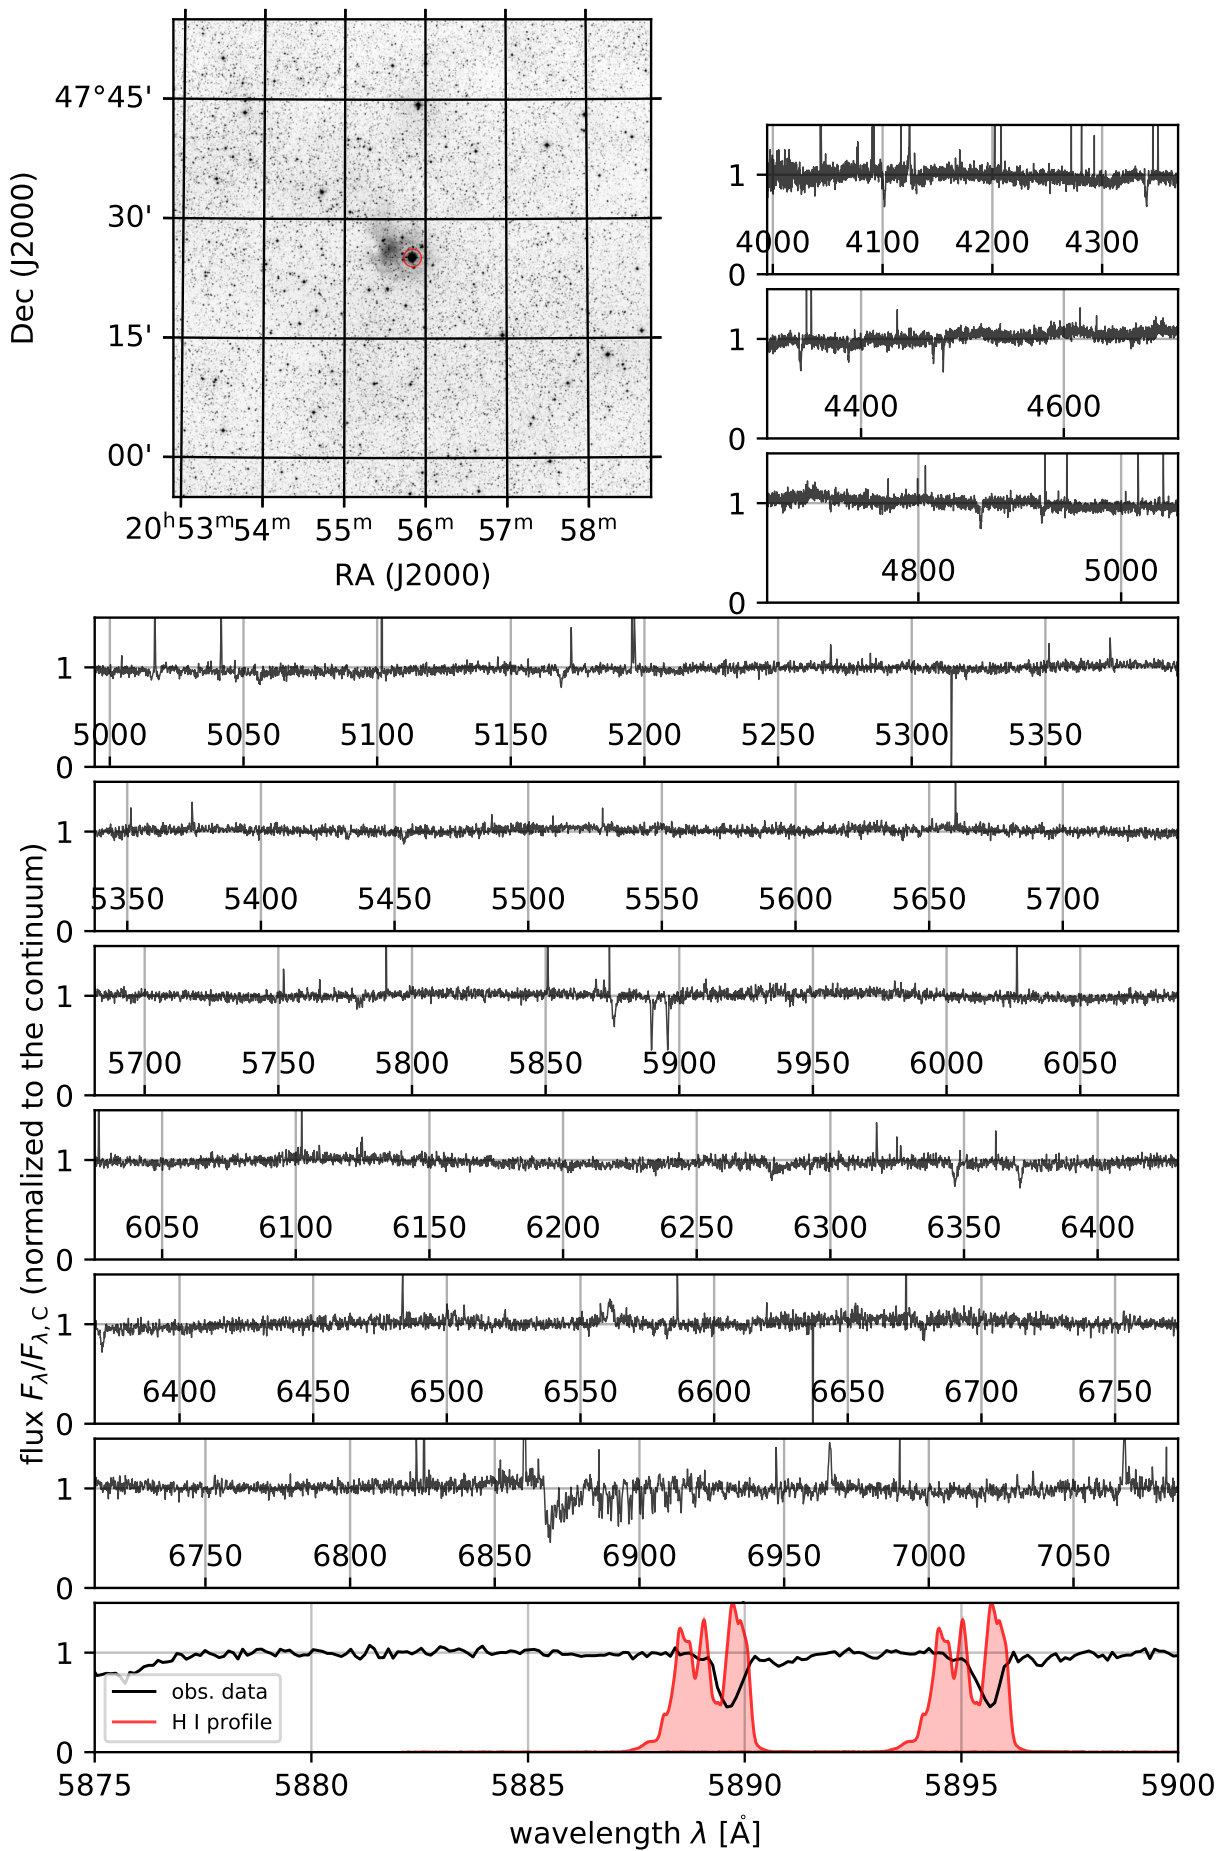 Dec (J2000)
47°45'
30'
15'
00'
20ʰ53ᵐ 54ᵐ 55ᵐ 56ᵐ 57ᵐ 58ᵐ
RA (J2000)
1
4000 4100 4200 4300
0
1
4400 4600
0
1
4800 5000
0
flux Fλ/Fλ,C (normalized to the continuum)
1
5000 5050 5100 5150 5200 5250 5300 5350
0
1
5350 5400 5450 5500 5550 5600 5650 5700
0
1
5700 5750 5800 5850 5900 5950 6000 6050
0
1
6050 6100 6150 6200 6250 6300 6350 6400
0
1
6400 6450 6500 6550 6600 6650 6700 6750
0
1
6750 6800 6850 6900 6950 7000 7050
0
1
obs. data
H I profile
0
5875 5880 5885 5890 5895 5900
wavelength λ [Å]